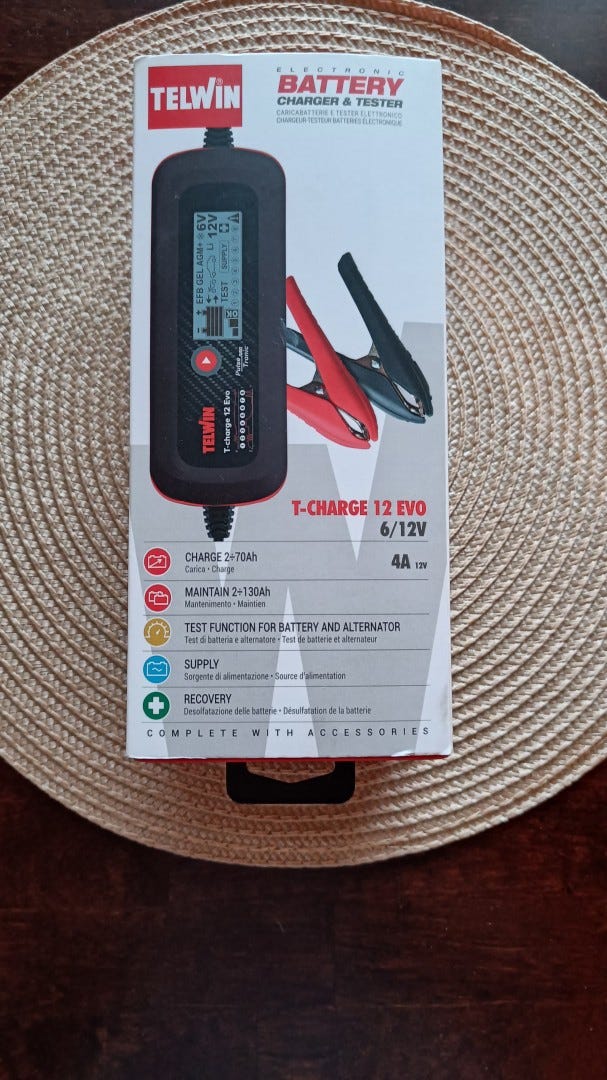 TELWIN®
ELECTRONIC
BATTERY
CHARGER & TESTER
CARICABATTERIE E TESTER ELETTRONICO
CHARGEUR-TESTEUR BATTERIES ÉLECTRONIQUE
EFB GEL AGM+ 6V
Li 12V
TEST SUPPLY
OK
Pulse
Tronic
TELWIN
T-charge 12 Evo
T-CHARGE 12 EVO
6/12V
CHARGE 2÷70Ah 4A 12V
Carica • Charge
MAINTAIN 2÷130Ah
Mantenimento • Maintien
TEST FUNCTION FOR BATTERY AND ALTERNATOR
Test di batteria e alternatore • Test de batterie et alternateur
SUPPLY
Sorgente di alimentazione • Source d'alimentation
RECOVERY
Desolfatazione delle batterie • Désulfatation de la batterie
COMPLETE WITH ACCESSORIES